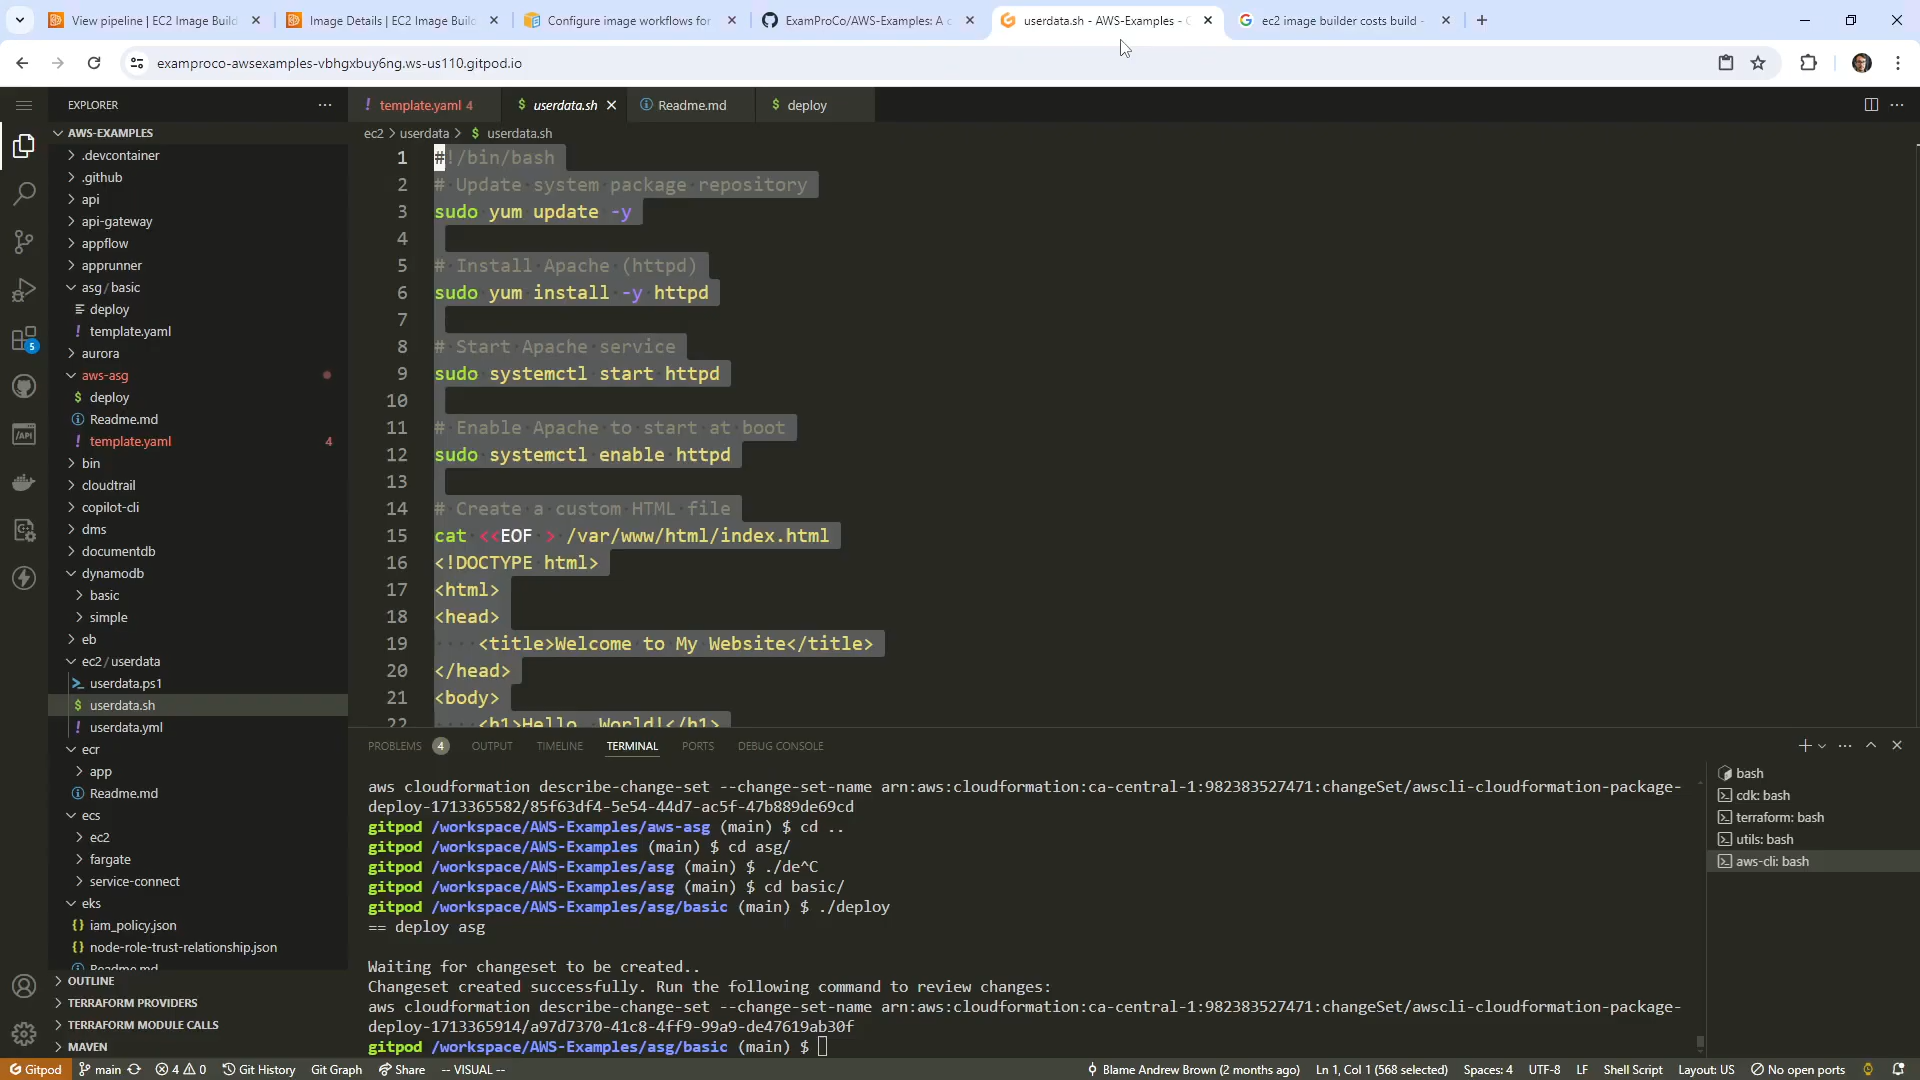 View pipeline | EC2 Image Build
Image Details | EC2 Image Buil
Configure image workflows for
ExamProCo/AWS-Examples: A c
userdata.sh - AWS-Examples -
ec2 image builder costs build -
examproco-awsexamples-vbhgxbuy6ng.ws-us110.gitpod.io
EXPLORER
AWS-EXAMPLES
.devcontainer
.github
api
api-gateway
appflow
apprunner
asg / basic
deploy
template.yaml
aurora
aws-asg
deploy
Readme.md
template.yaml
4
bin
cloudtrail
copilot-cli
dms
documentdb
dynamodb
basic
simple
eb
ec2 / userdata
userdata.ps1
userdata.sh
userdata.yml
ecr
app
Readme.md
ecs
ec2
fargate
service-connect
eks
iam_policy.json
node-role-trust-relationship.json
Readme.md
OUTLINE
TERRAFORM PROVIDERS
TERRAFORM MODULE CALLS
MAVEN
5
template.yaml 4
userdata.sh
Readme.md
deploy
ec2 > userdata > $ userdata.sh
1 #!/bin/bash
2 # Update system package repository
3 sudo yum update -y
4
5 # Install Apache (httpd)
6 sudo yum install -y httpd
7
8 # Start Apache service
9 sudo systemctl start httpd
10
11 # Enable Apache to start at boot
12 sudo systemctl enable httpd
13
14 # Create a custom HTML file
15 cat <<EOF > /var/www/html/index.html
16 <!DOCTYPE html>
17 <html>
18 <head>
19 <title>Welcome to My Website</title>
20 </head>
21 <body>
22 <h1>Hello, World!</h1>
PROBLEMS 4 OUTPUT TIMELINE TERMINAL PORTS DEBUG CONSOLE
aws cloudformation describe-change-set --change-set-name arn:aws:cloudformation:ca-central-1:982383527471:changeSet/awscli-cloudformation-package-
deploy-1713365582/85f63df4-5e54-44d7-ac5f-47b889de69cd
gitpod /workspace/AWS-Examples/aws-asg (main) $ cd ..
gitpod /workspace/AWS-Examples (main) $ cd asg/
gitpod /workspace/AWS-Examples/asg (main) $ ./de^C
gitpod /workspace/AWS-Examples/asg (main) $ cd basic/
gitpod /workspace/AWS-Examples/asg/basic (main) $ ./deploy
== deploy asg
Waiting for changeset to be created..
Changeset created successfully. Run the following command to review changes:
aws cloudformation describe-change-set --change-set-name arn:aws:cloudformation:ca-central-1:982383527471:changeSet/awscli-cloudformation-package-
deploy-1713365914/a97d7370-41c8-4ff9-99a9-de47619ab30f
gitpod /workspace/AWS-Examples/asg/basic (main) $
bash
cdk: bash
terraform: bash
utils: bash
aws-cli: bash
Gitpod main 4 0 Git History Git Graph Share -- VISUAL -- Blame Andrew Brown (2 months ago) Ln 1, Col 1 (568 selected) Spaces: 4 UTF-8 LF Shell Script Layout: US No open ports